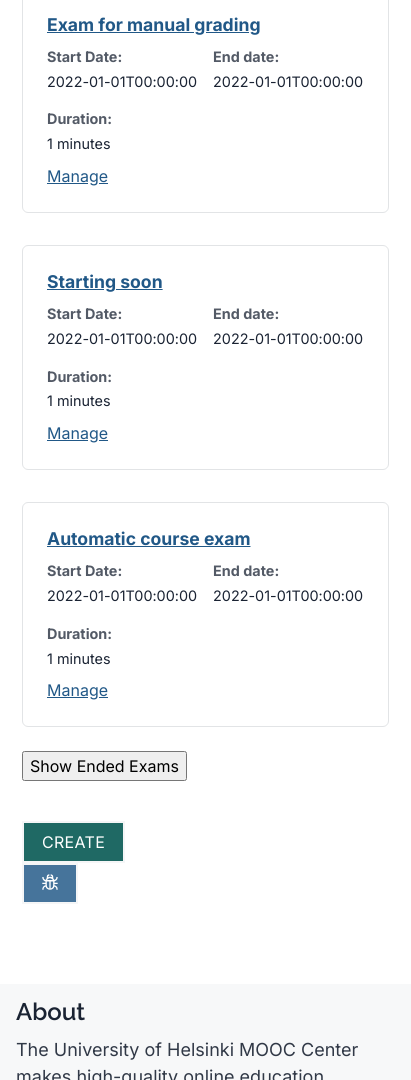 Exam for manual grading
Start Date: End date:
2022-01-01T00:00:00 2022-01-01T00:00:00
Duration:
1 minutes
Manage
Starting soon
Start Date: End date:
2022-01-01T00:00:00 2022-01-01T00:00:00
Duration:
1 minutes
Manage
Automatic course exam
Start Date: End date:
2022-01-01T00:00:00 2022-01-01T00:00:00
Duration:
1 minutes
Manage
Show Ended Exams
CREATE
About
The University of Helsinki MOOC Center
makes high-quality online education